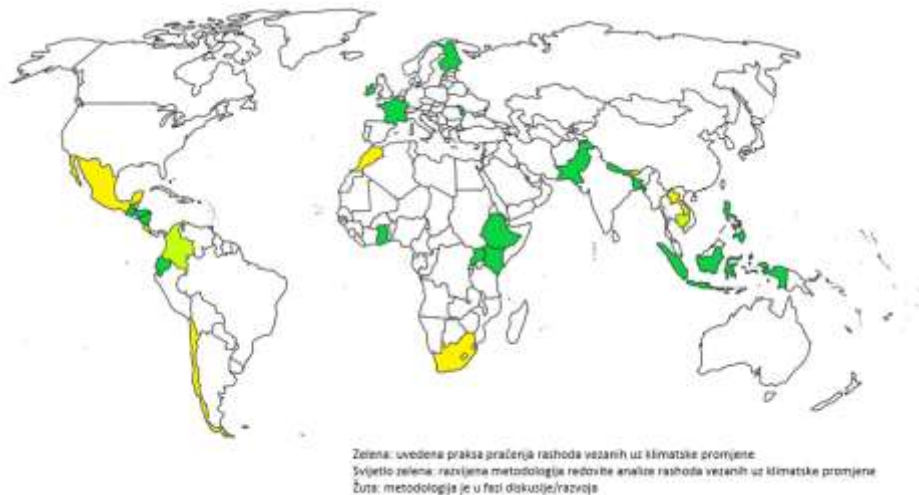 Zelena: uvedena praksa praćenja rashoda vezanih uz klimatske promjene
Svijetlo zelena: razvijena metodologija redovite analize rashoda vezanih uz klimatske promjene
Žuta: metodologija je u fazi diskusije/razvoja